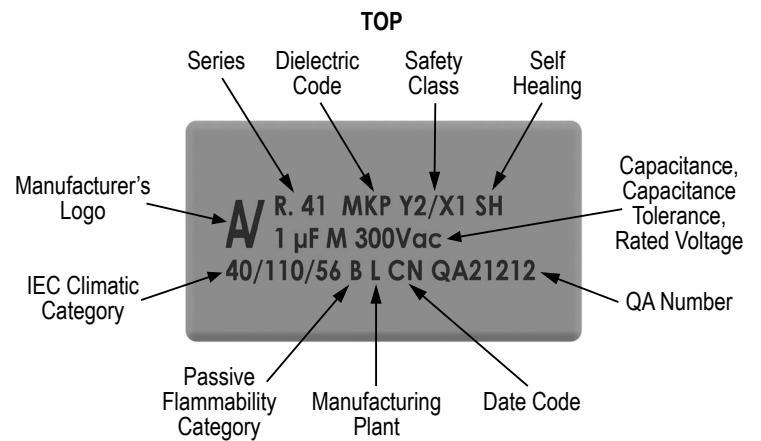 TOP
Series
Dielectric
Code
Safety
Class
Self
Healing
Manufacturer's
Logo
R. 41 MKP Y2/X1 SH
1 µF M 300Vac
40/110/56 B L CN QA21212
Capacitance,
Capacitance
Tolerance,
Rated Voltage
IEC Climatic
Category
QA Number
Passive
Flammability
Category
Manufacturing
Plant
Date Code